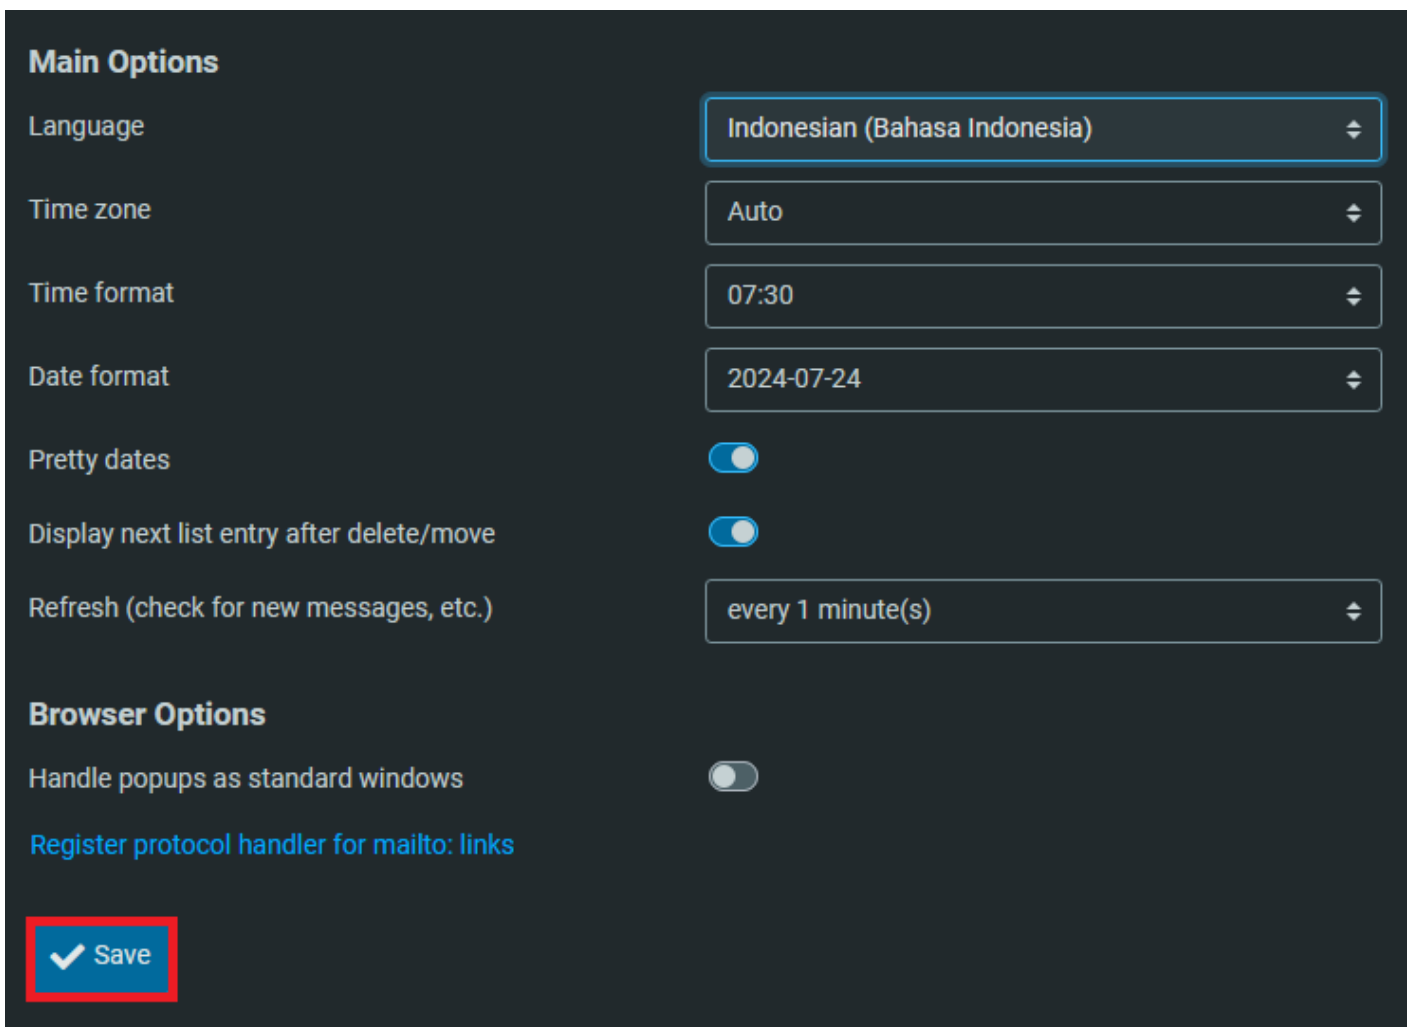 Main Options
Language
Indonesian (Bahasa Indonesia)
Time zone
Auto
Time format
07:30
Date format
2024-07-24
Pretty dates
Display next list entry after delete/move
Refresh (check for new messages, etc.)
every 1 minute(s)
Browser Options
Handle popups as standard windows
Register protocol handler for mailto: links
Save